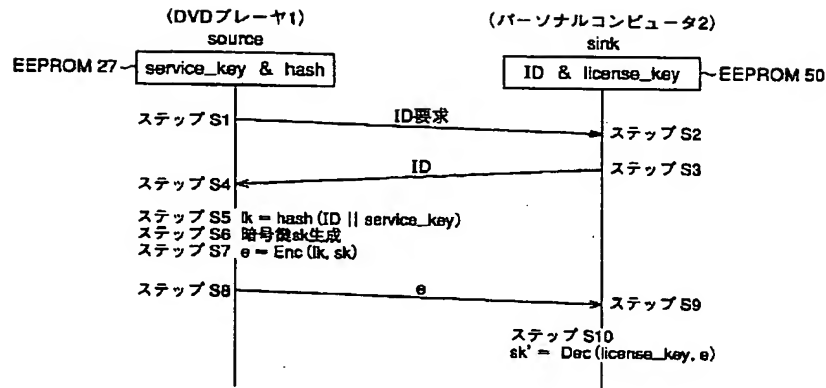 (DVDプレーヤ1)
source
(パーソナルコンピュータ2)
sink
EEPROM 27
service_key & hash
ID & license_key
EEPROM 50
ステップ S1
ID要求
ステップ S2
ステップ S3
ID
ステップ S4
ステップ S5 lk = hash (ID || service_key)
ステップ S6 暗号鍵sk生成
ステップ S7 e = Enc (lk, sk)
ステップ S8
e
ステップ S9
ステップ S10
sk' = Dec (license_key, e)